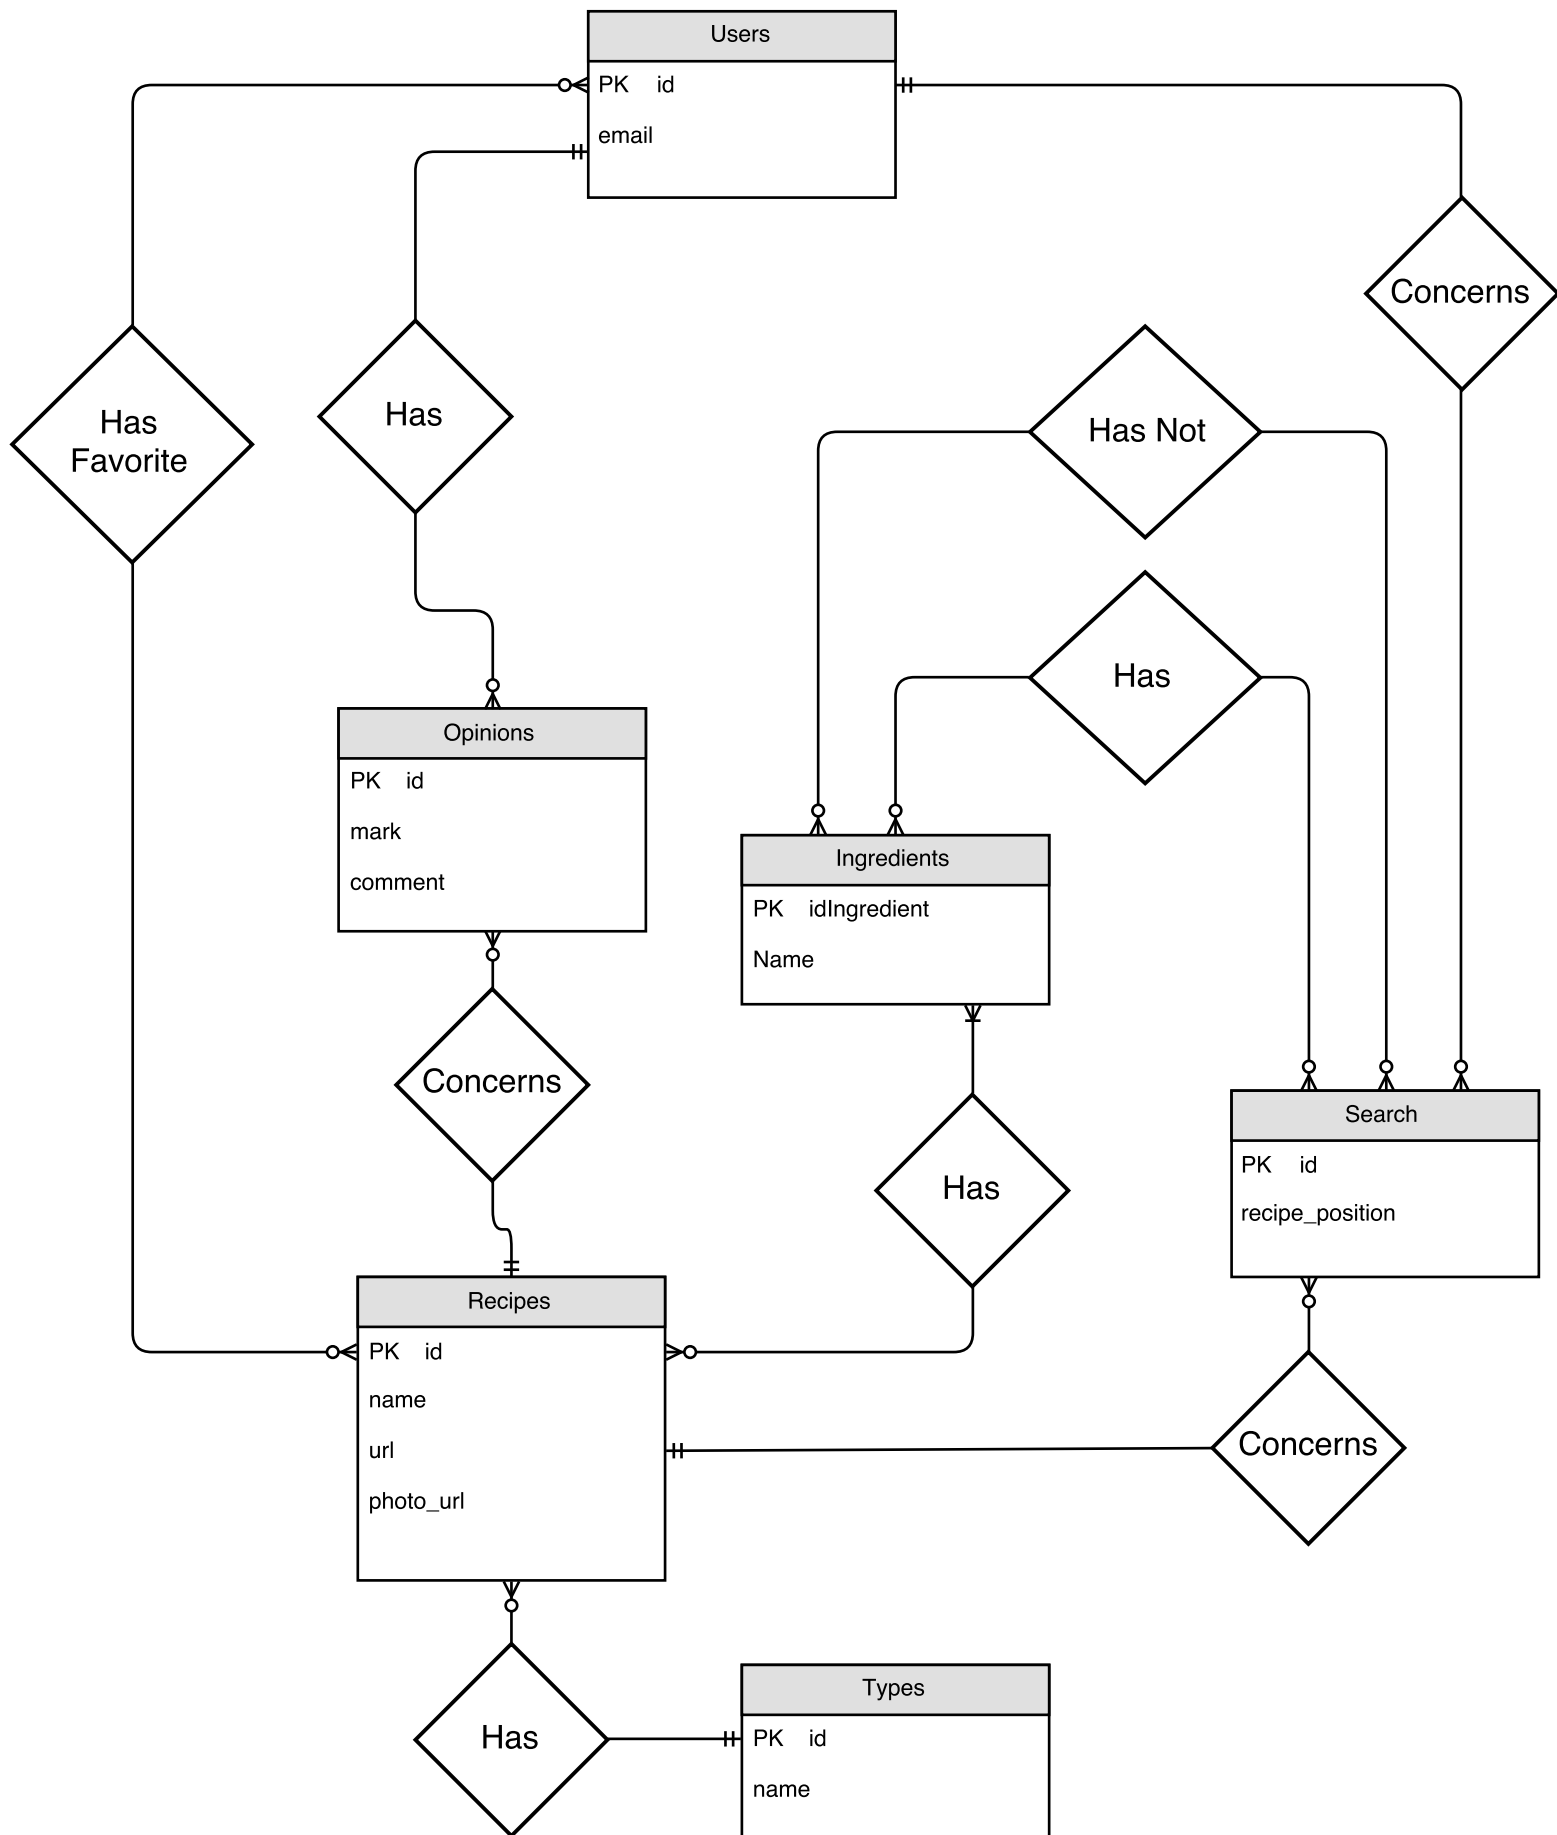 Users
PK id
email
Concerns
Has
Favorite
Has
Has Not
Has
Opinions
PK id
mark
comment
Ingredients
PK idIngredient
Name
Concerns
Has
Search
PK id
recipe_position
Recipes
PK id
name
url
photo_url
Concerns
Has
Types
PK id
name